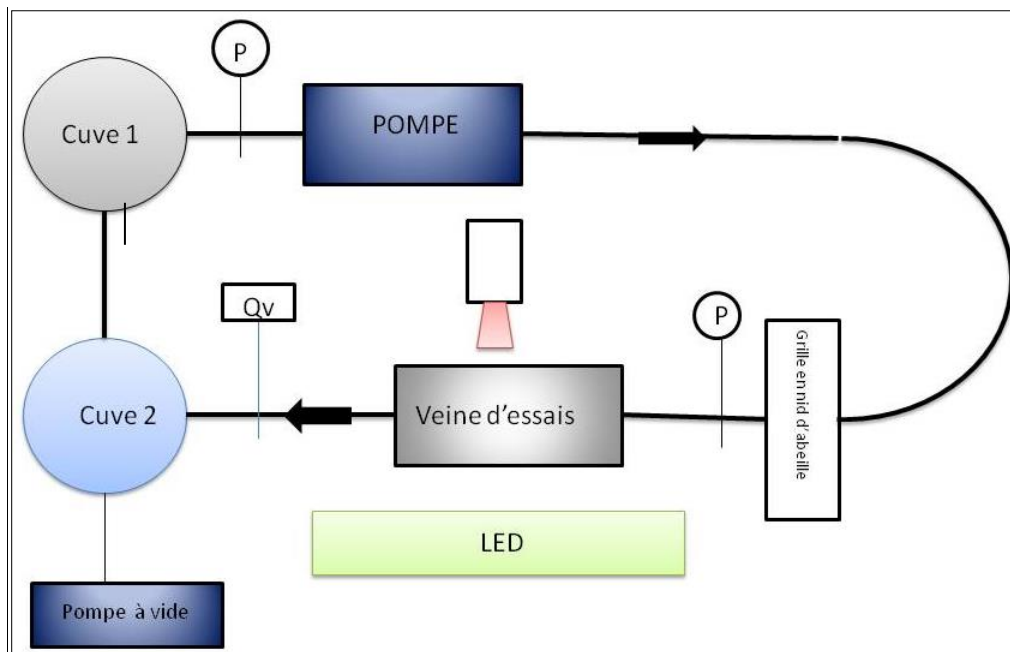 P
Cuve 1
POMPE
Qv
P
Grille en nid d'abeille
Cuve 2
Veine d'essais
LED
Pompe à vide